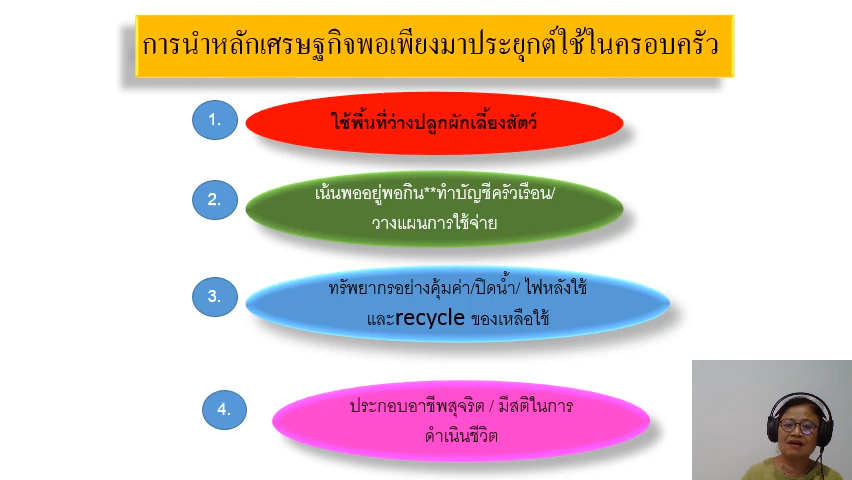 การนำหลักเศรษฐกิจพอเพียงมาประยุกต์ใช้ในครอบครัว
1.
ใช้พื้นที่ว่างปลูกผักเลี้ยงสัตว์
2.
เน้นพออยู่พอกิน**ทำบัญชีครัวเรือน/
วางแผนการใช้จ่าย
3.
ทรัพยากรอย่างคุ้มค่า/ปิดน้ำ/ ไฟหลังใช้
และrecycle ของเหลือใช้
4.
ประกอบอาชีพสุจริต / มีสติในการ
ดำเนินชีวิต